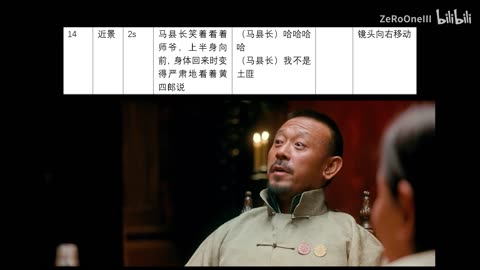 ZeRoOneIII bilibili
14 近景 2s 马县长笑着看着 （马县长）哈哈哈 镜头向右移动
师爷，上半身向 哈
前，身体回来时变 （马县长）我不是
得严肃地看着黄 土匪
四郎说